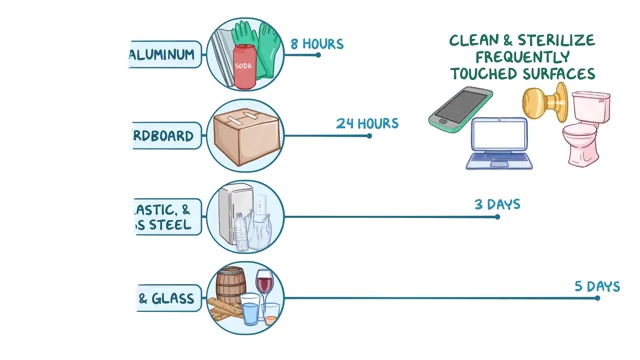 ALUMINUM
SODA
8 HOURS
CLEAN & STERILIZE
FREQUENTLY
TOUCHED SURFACES
RDBOARD
24 HOURS
ASTIC, &
S STEEL
3 DAYS
& GLASS
5 DAYS